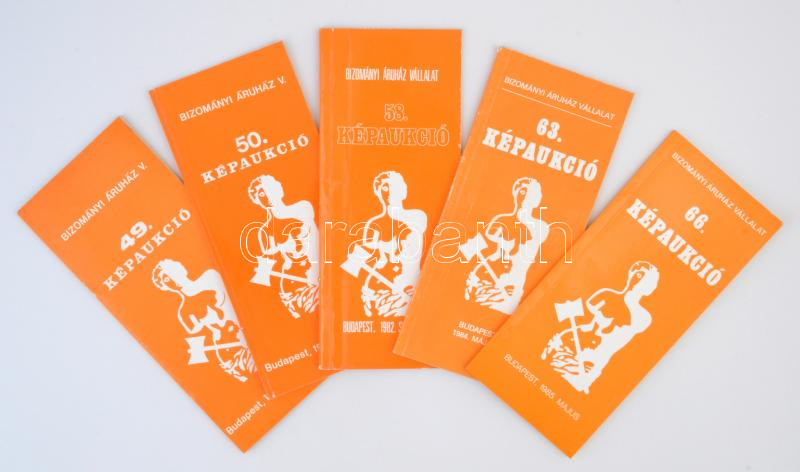 BIZOMÁNYI ÁRUHÁZ V.
49.
KÉPAUKCIÓ
Budapest,
BIZOMÁNYI ÁRUHÁZ V.
50.
KÉPAUKCIÓ
Budapest,
BIZOMÁNYI ÁRUHÁZ VÁLLALAT
58.
KÉPAUKCIÓ
BUDAPEST. 1982.
BIZOMÁNYI ÁRUHÁZ VÁLLALAT
63.
KÉPAUKCIÓ
BUDAPEST
1984.
BIZOMÁNYI ÁRUHÁZ VÁLLALAT
66.
KÉPAUKCIÓ
BUDAPEST, 1985. MÁJUS
darabanth